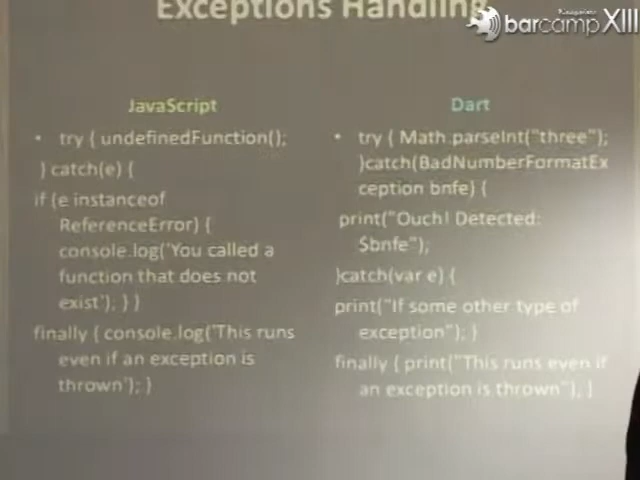 Exceptions Handling
barcamp XIII
JavaScript
• try { undefinedFunction();
} catch(e) {
if (e instanceof
ReferenceError) {
console.log('You called a
function that does not
exist'); } }
finally { console.log('This runs
even if an exception is
thrown'); }
Dart
• try { Math.parseInt("three");
}catch(BadNumberFormatEx
ception bnfe) {
print("Ouch! Detected:
$bnfe");
}catch(var e) {
print("If some other type of
exception"); }
finally { print("This runs even if
an exception is thrown"); }